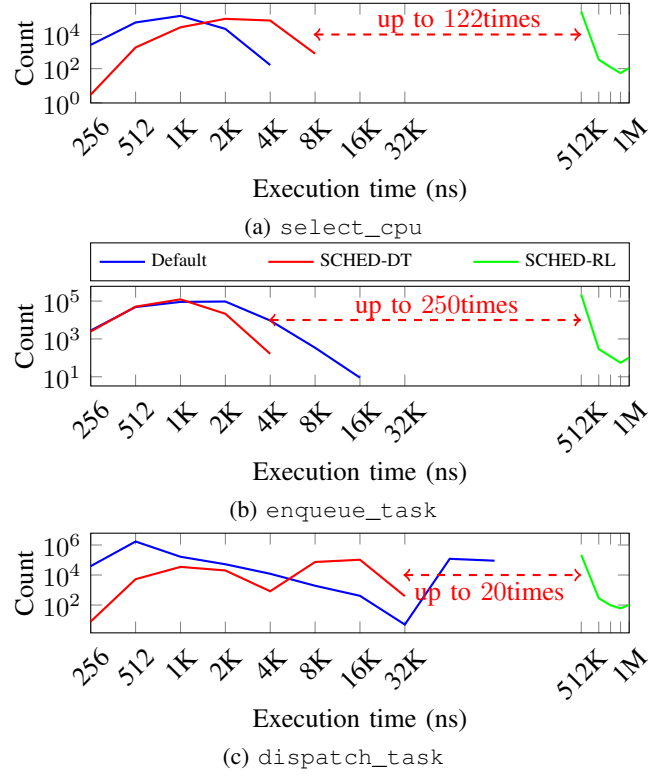 up to 122times
Count
10^4
10^2
10^0
256 512 1K 2K 4K 8K 16K 32K 512K 1M
Execution time (ns)
(a) select_cpu
Default SCHED-DT SCHED-RL
up to 250times
Count
10^5
10^3
10^1
256 512 1K 2K 4K 8K 16K 32K 512K 1M
Execution time (ns)
(b) enqueue_task
Count
10^6
10^4
10^2
up to 20times
256 512 1K 2K 4K 8K 16K 32K 512K 1M
Execution time (ns)
(c) dispatch_task